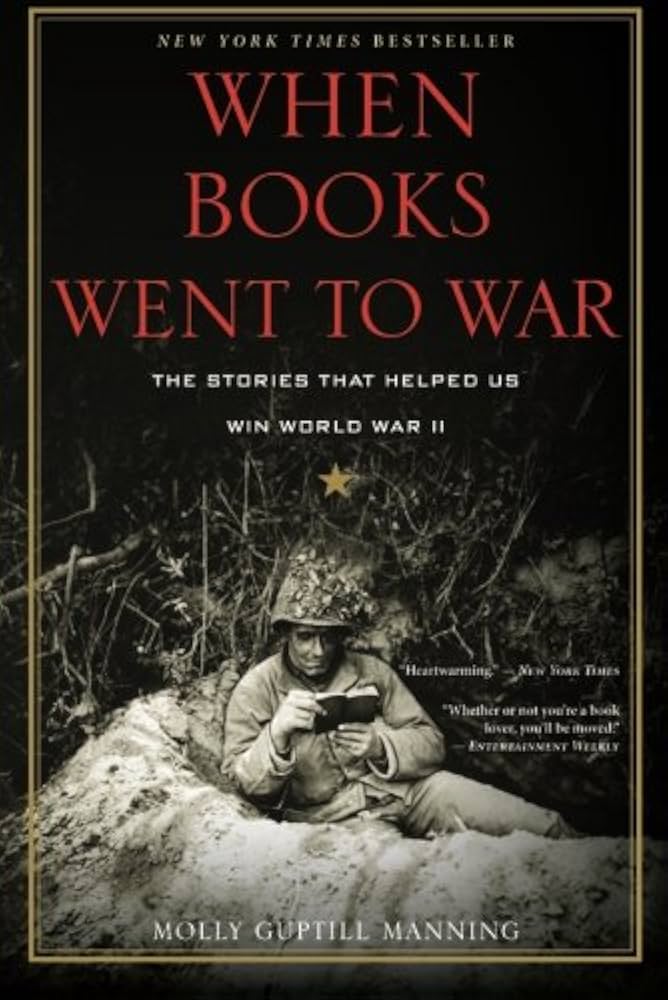 NEW YORK TIMES BESTSELLER
WHEN
BOOKS
WENT TO WAR
THE STORIES THAT HELPED US
WIN WORLD WAR II
"Heartwarming." — NEW YORK TIMES
"Whether or not you're a book
lover, you'll be moved."
— ENTERTAINMENT WEEKLY
MOLLY GUPTILL MANNING